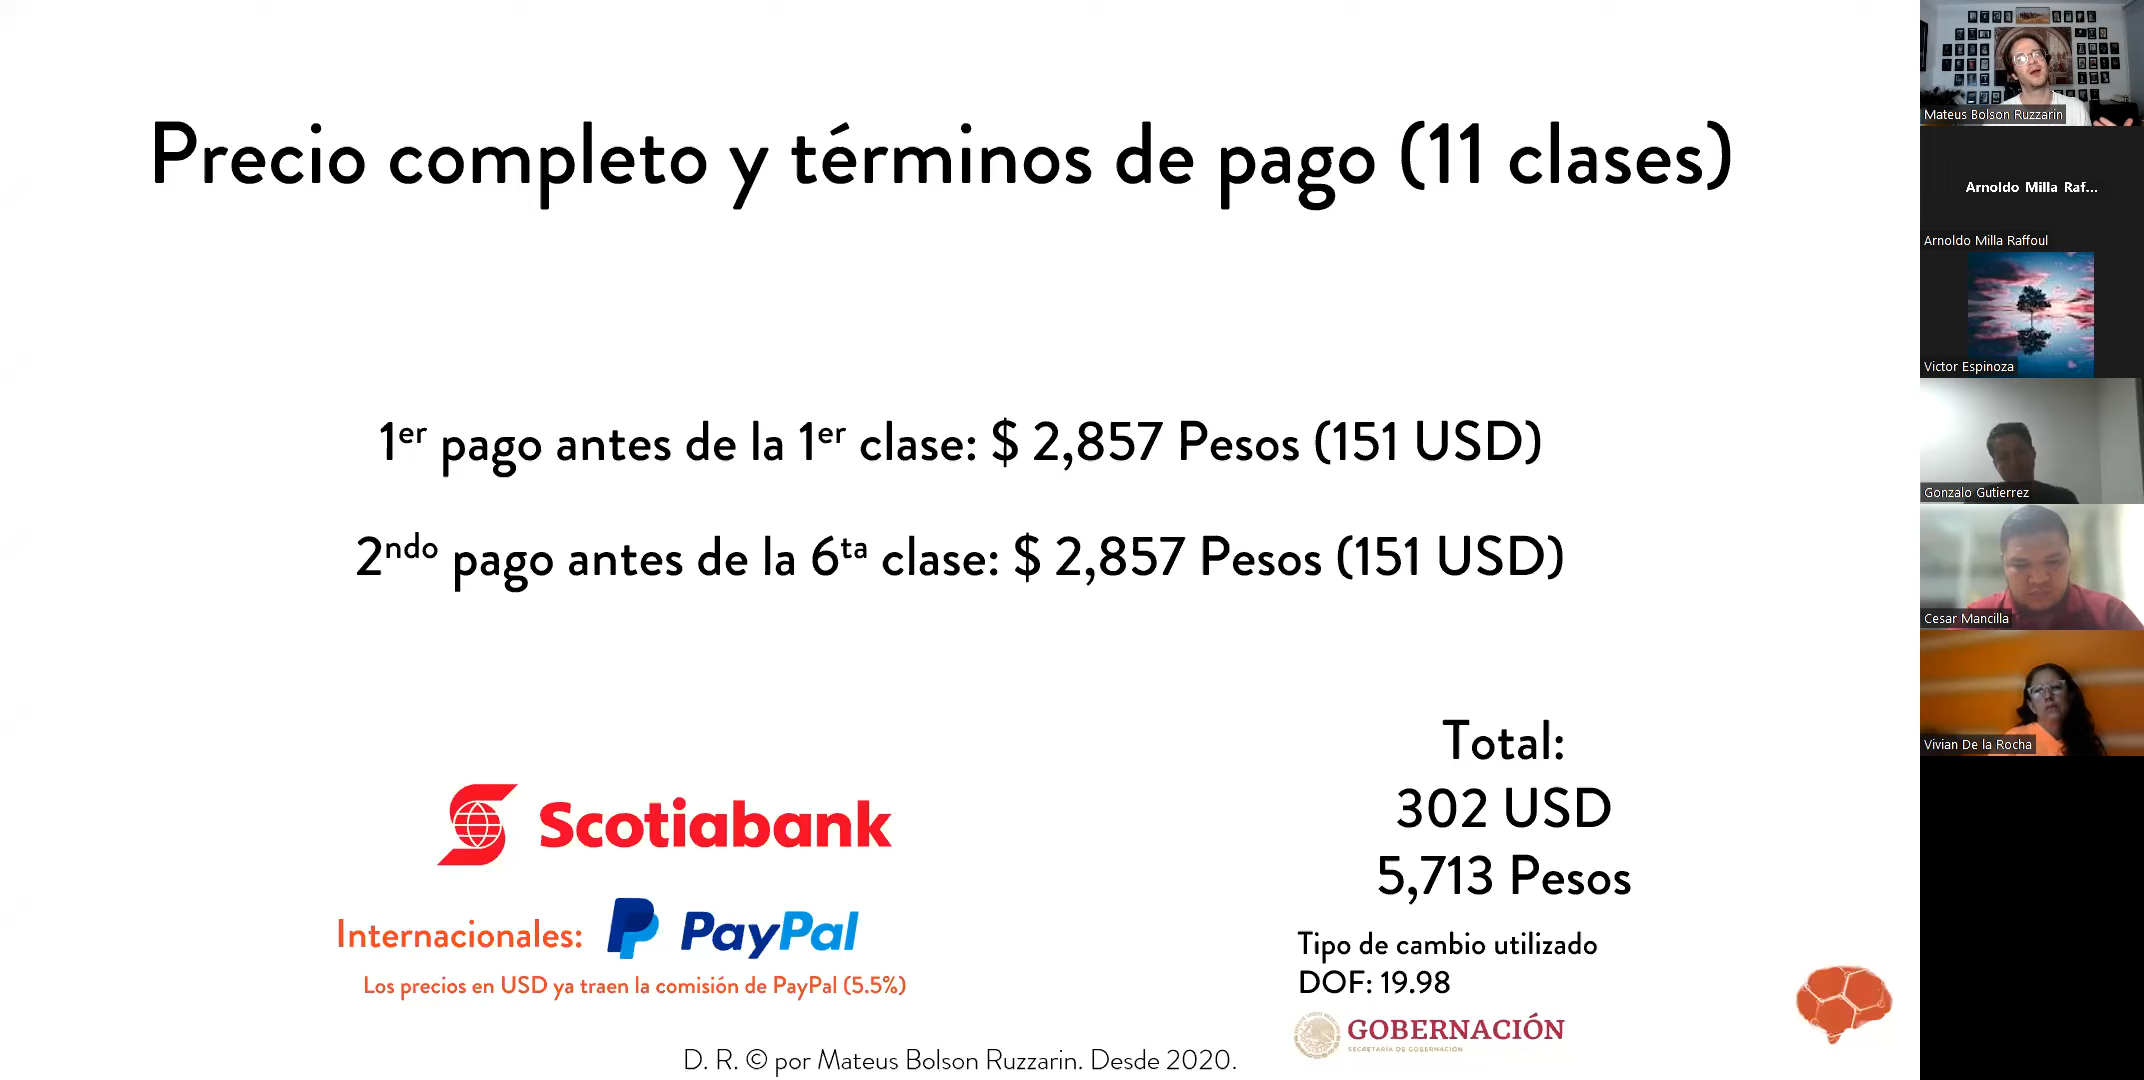 Precio completo y términos de pago (11 clases)
1er pago antes de la 1er clase: $ 2,857 Pesos (151 USD)
2ndo pago antes de la 6ta clase: $ 2,857 Pesos (151 USD)
Total:
302 USD
5,713 Pesos
Scotiabank
Internacionales: PayPal
Los precios en USD ya traen la comisión de PayPal (5.5%)
Tipo de cambio utilizado
DOF: 19.98
GOBERNACIÓN
SECRETARÍA DE GOBERNACIÓN
D. R. © por Mateus Bolson Ruzzarin. Desde 2020.
Mateus Bolson Ruzzarin
Arnoldo Milla Raf...
Arnoldo Milla Raffoul
Victor Espinoza
Gonzalo Gutierrez
Cesar Mancilla
Vivian De la Rocha